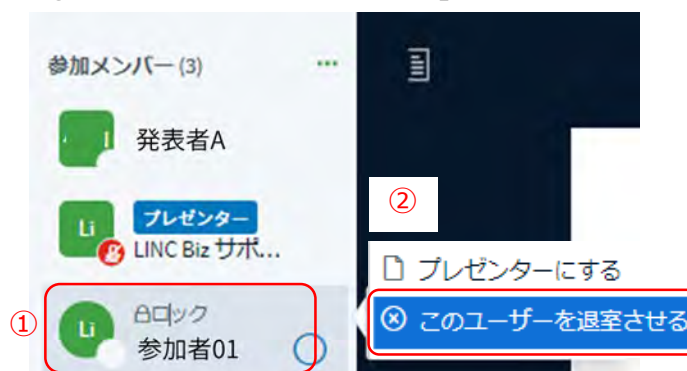 参加メンバー (3)
発表者A
Li
プレゼンター
LINC Biz サポ...
②
プレゼンターにする
① Li ロック
参加者01
このユーザーを退室させる